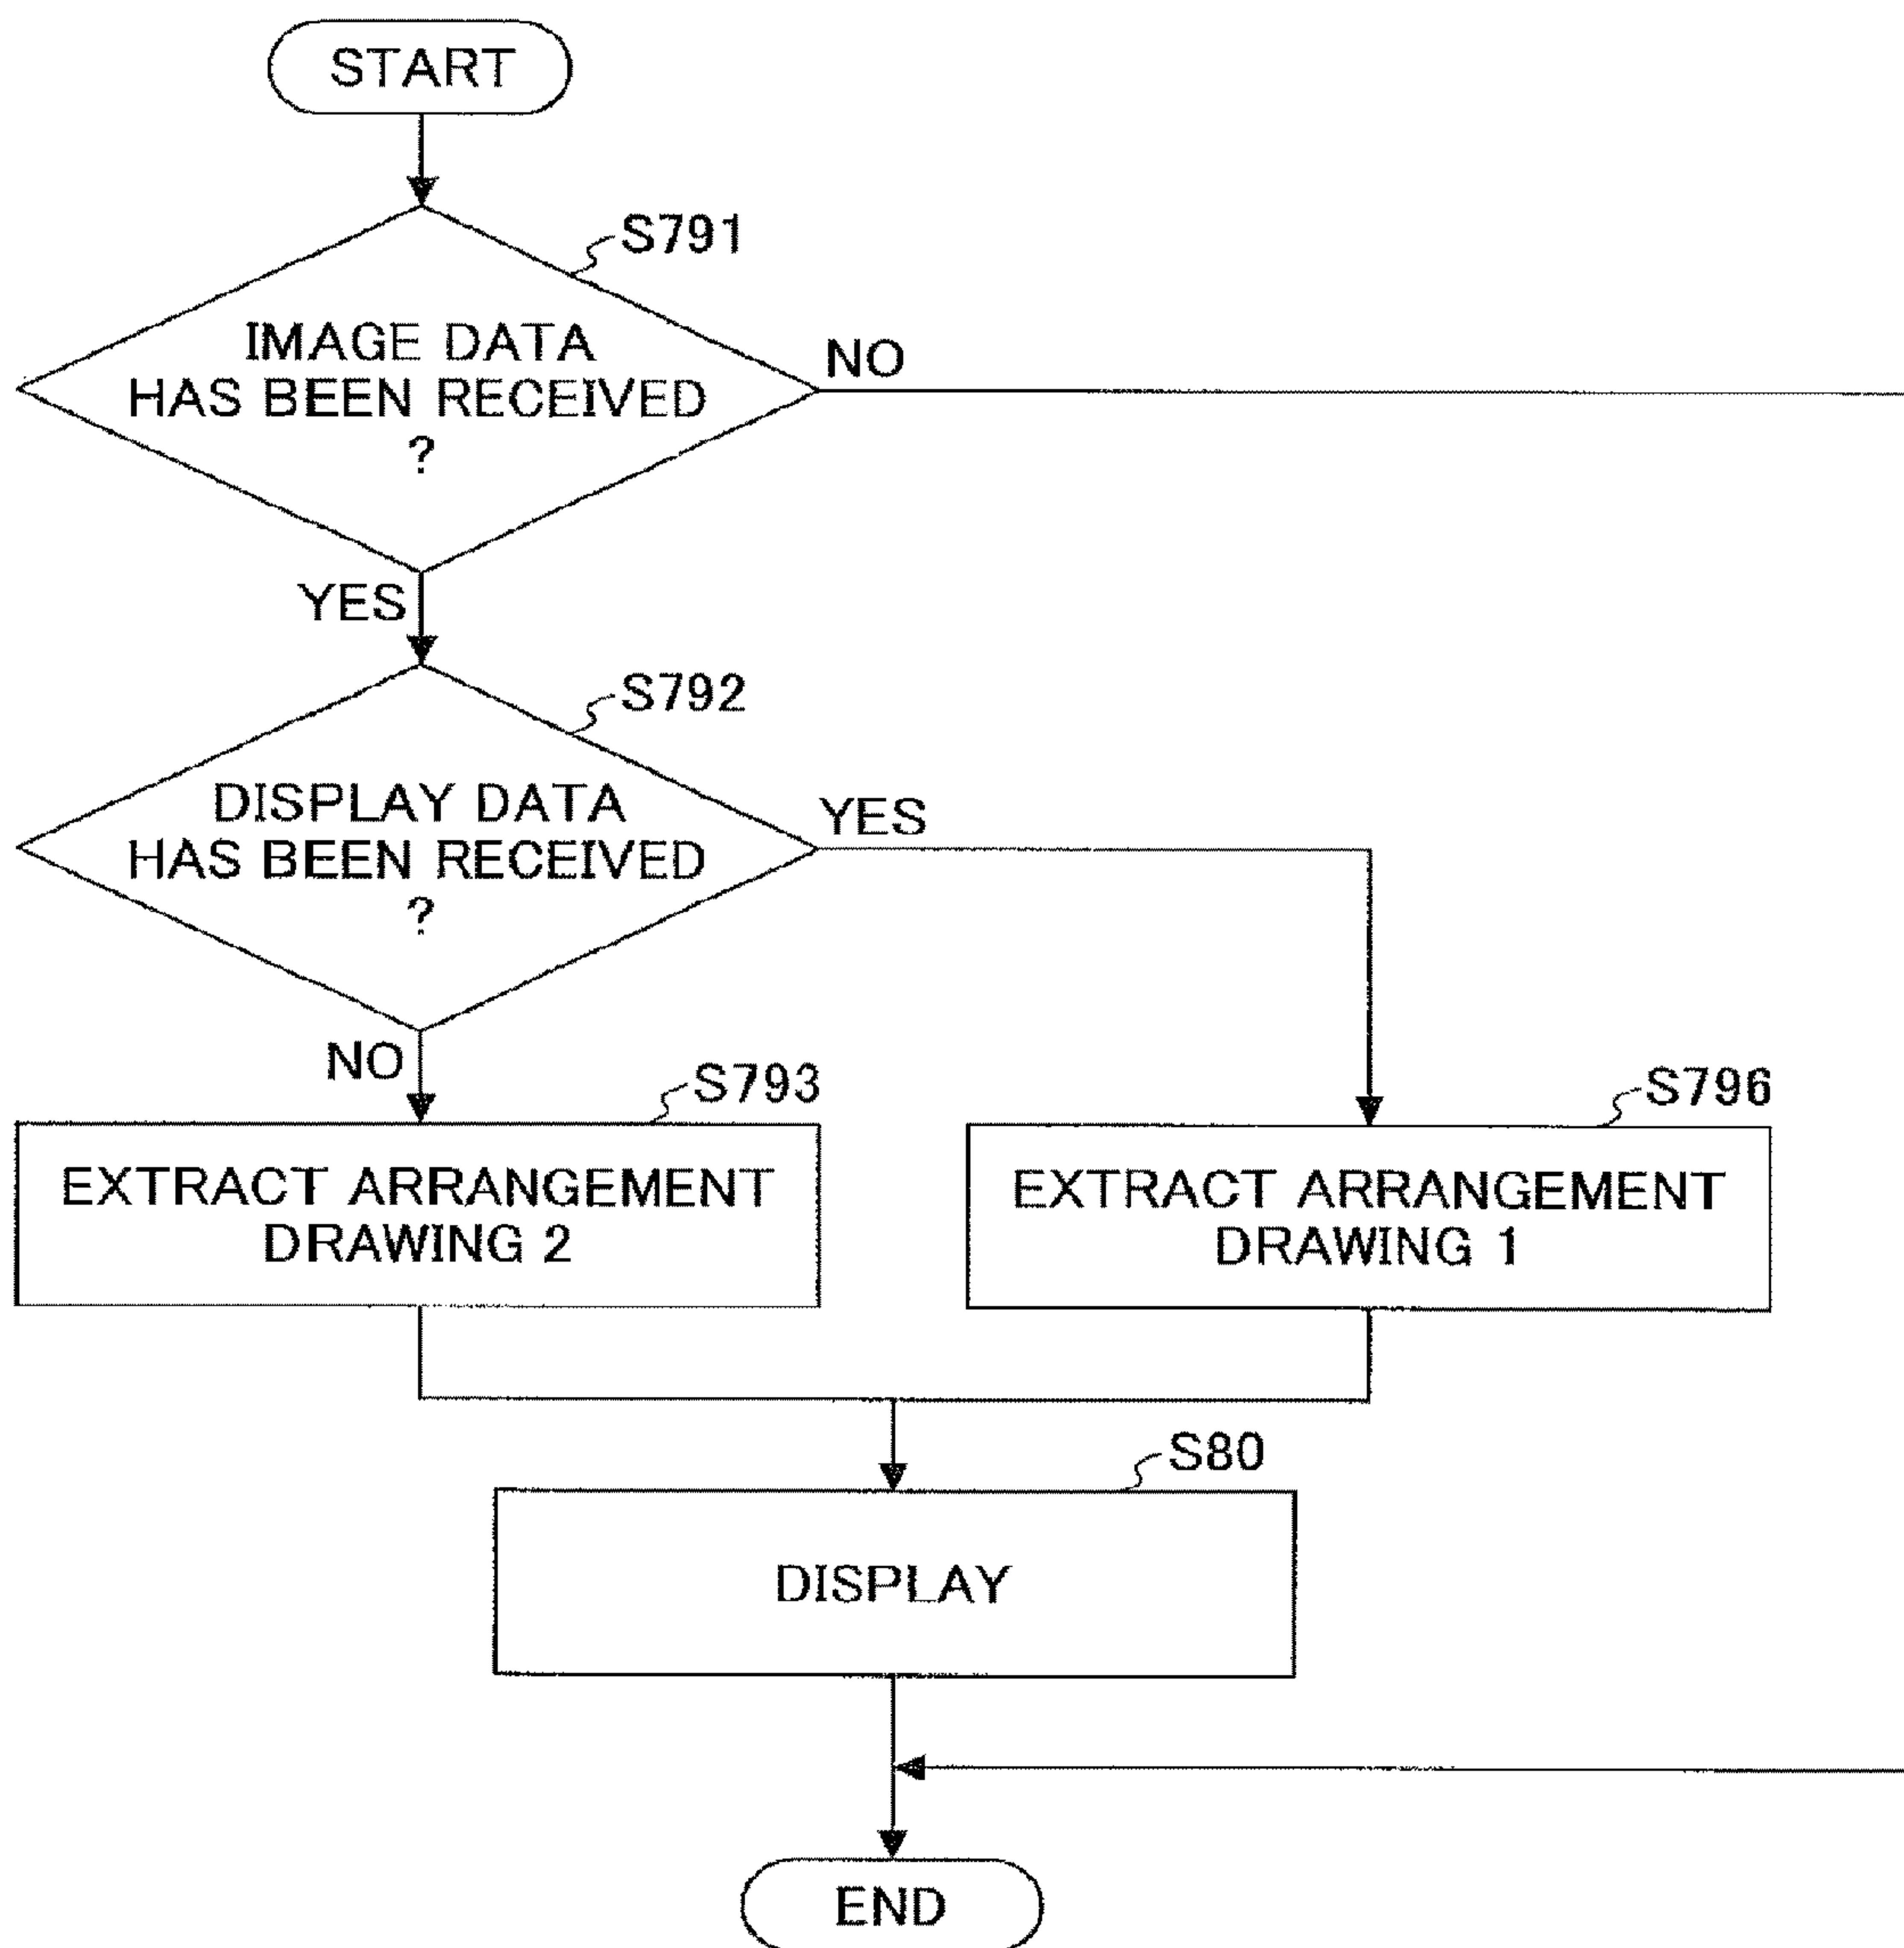 START
S791
IMAGE DATA
HAS BEEN RECEIVED
?
NO
YES
S792
DISPLAY DATA
HAS BEEN RECEIVED
?
YES
NO
S793
EXTRACT ARRANGEMENT
DRAWING 2
S796
EXTRACT ARRANGEMENT
DRAWING 1
S80
DISPLAY
END